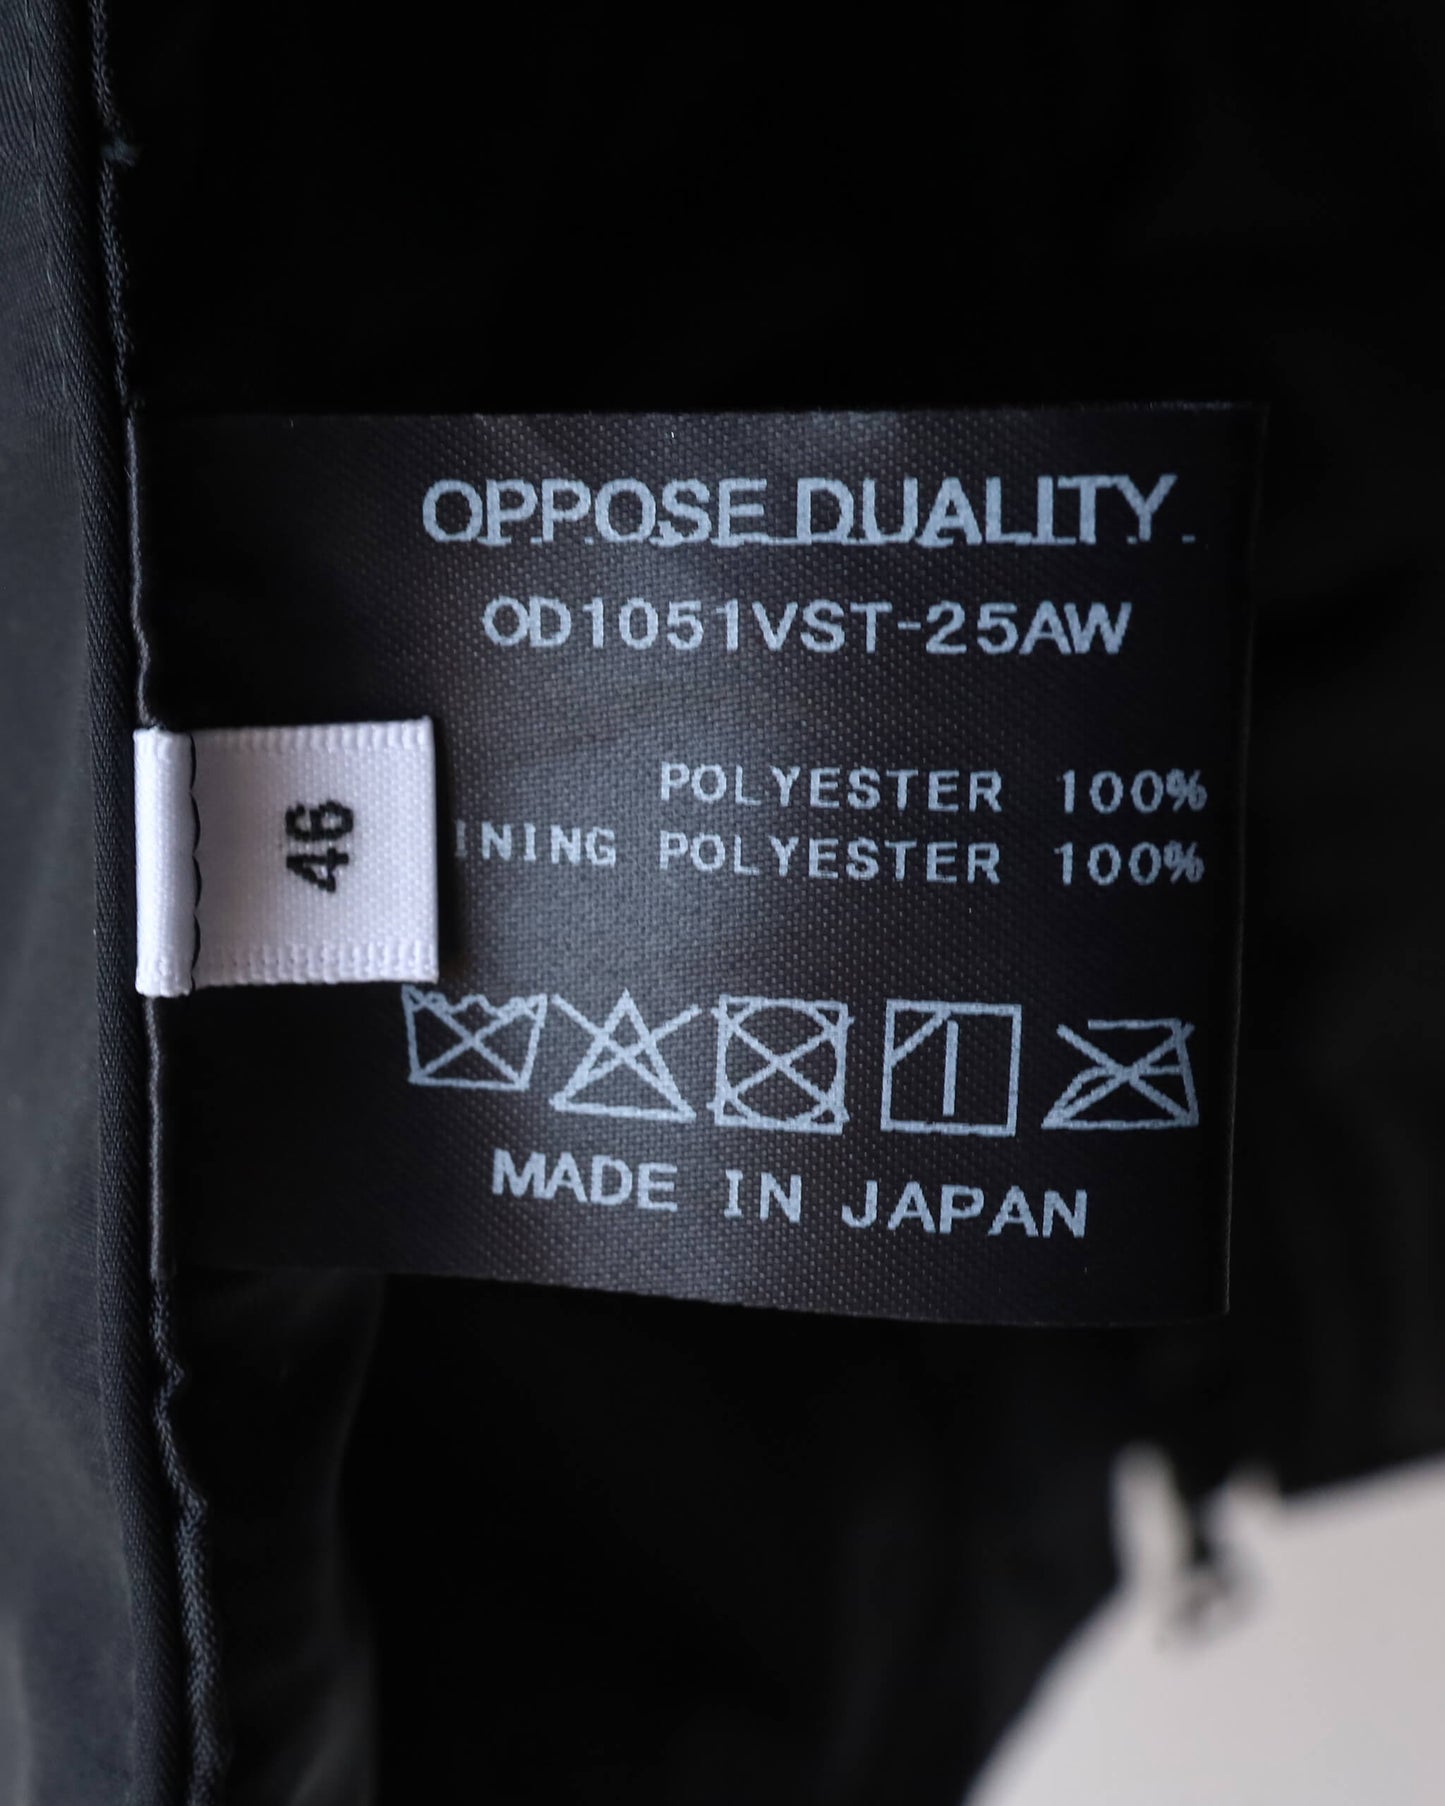 OPPOSE DUALITY
OD1051VST-25AW
46
POLYESTER 100%
INING POLYESTER 100%
MADE IN JAPAN